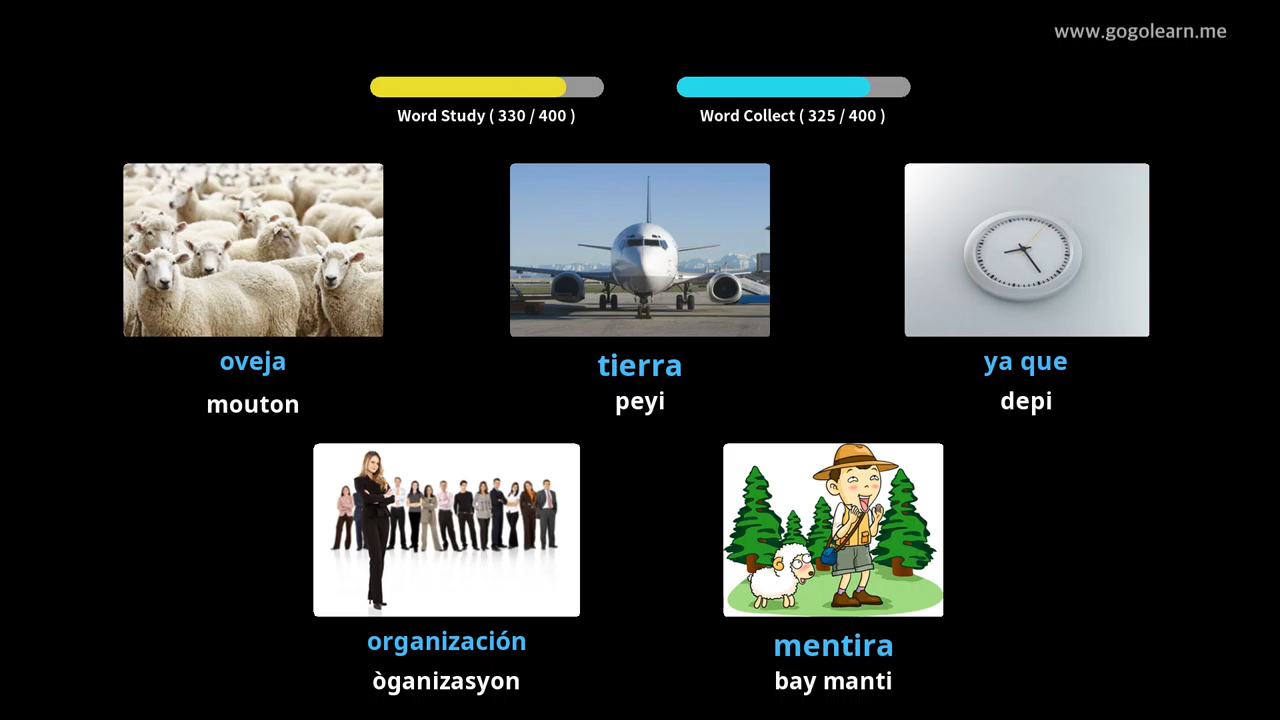 www.gogolearn.me
Word Study ( 330 / 400 )
Word Collect ( 325 / 400 )
oveja
mouton
tierra
peyi
ya que
depi
organización
òganizasyon
mentira
bay manti